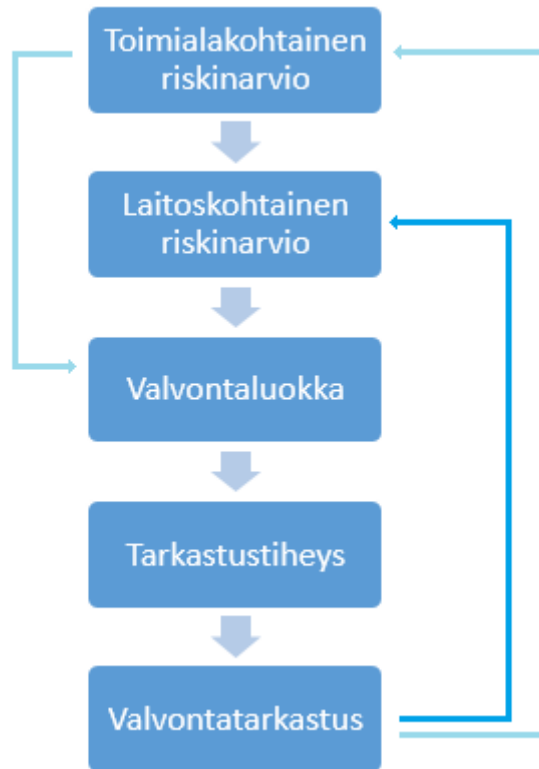 Toimialakohtainen
riskinarvio
Laitoskohtainen
riskinarvio
Valvontaluokka
Tarkastustiheys
Valvontatarkastus